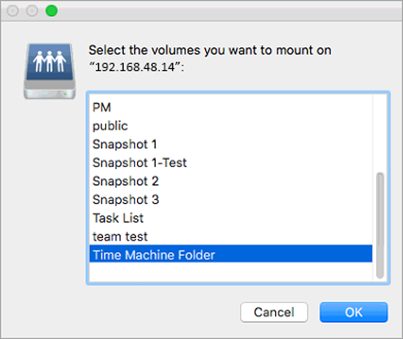 Select the volumes you want to mount on
“192.168.48.14”:
PM
public
Snapshot 1
Snapshot 1-Test
Snapshot 2
Snapshot 3
Task List
team test
Time Machine Folder
Cancel
OK